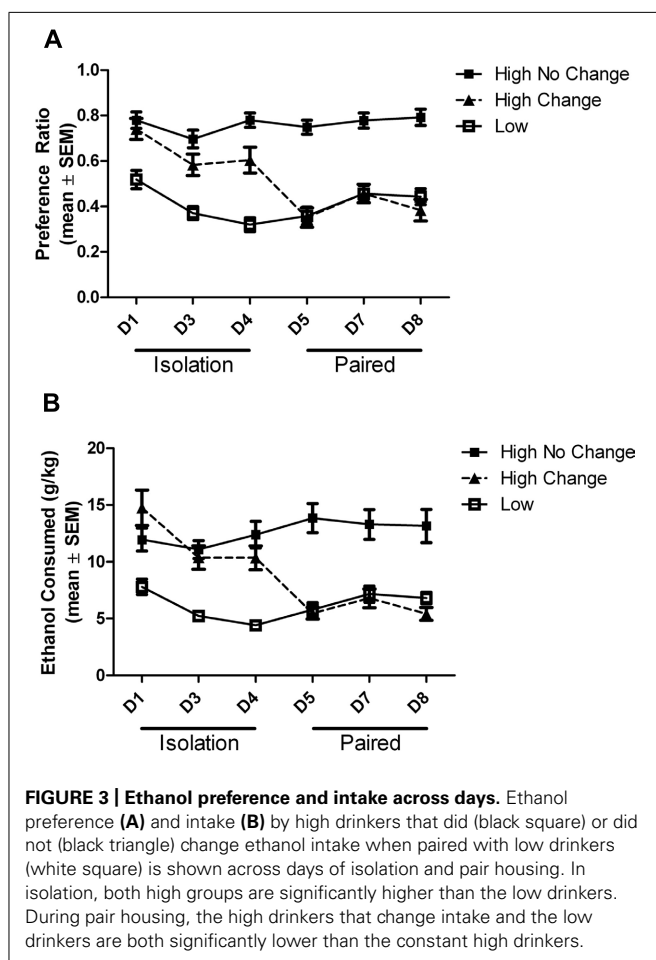 A
Preference Ratio
(mean ± SEM)
1.0
0.8
0.6
0.4
0.2
0.0
D1
D3
D4
D5
D7
D8
Isolation
Paired
High No Change
High Change
Low
B
Ethanol Consumed (g/kg)
(mean ± SEM)
20
15
10
5
0
D1
D3
D4
D5
D7
D8
Isolation
Paired
High No Change
High Change
Low
FIGURE 3 | Ethanol preference and intake across days. Ethanol
preference (A) and intake (B) by high drinkers that did (black square) or did
not (black triangle) change ethanol intake when paired with low drinkers
(white square) is shown across days of isolation and pair housing. In
isolation, both high groups are significantly higher than the low drinkers.
During pair housing, the high drinkers that change intake and the low
drinkers are both significantly lower than the constant high drinkers.